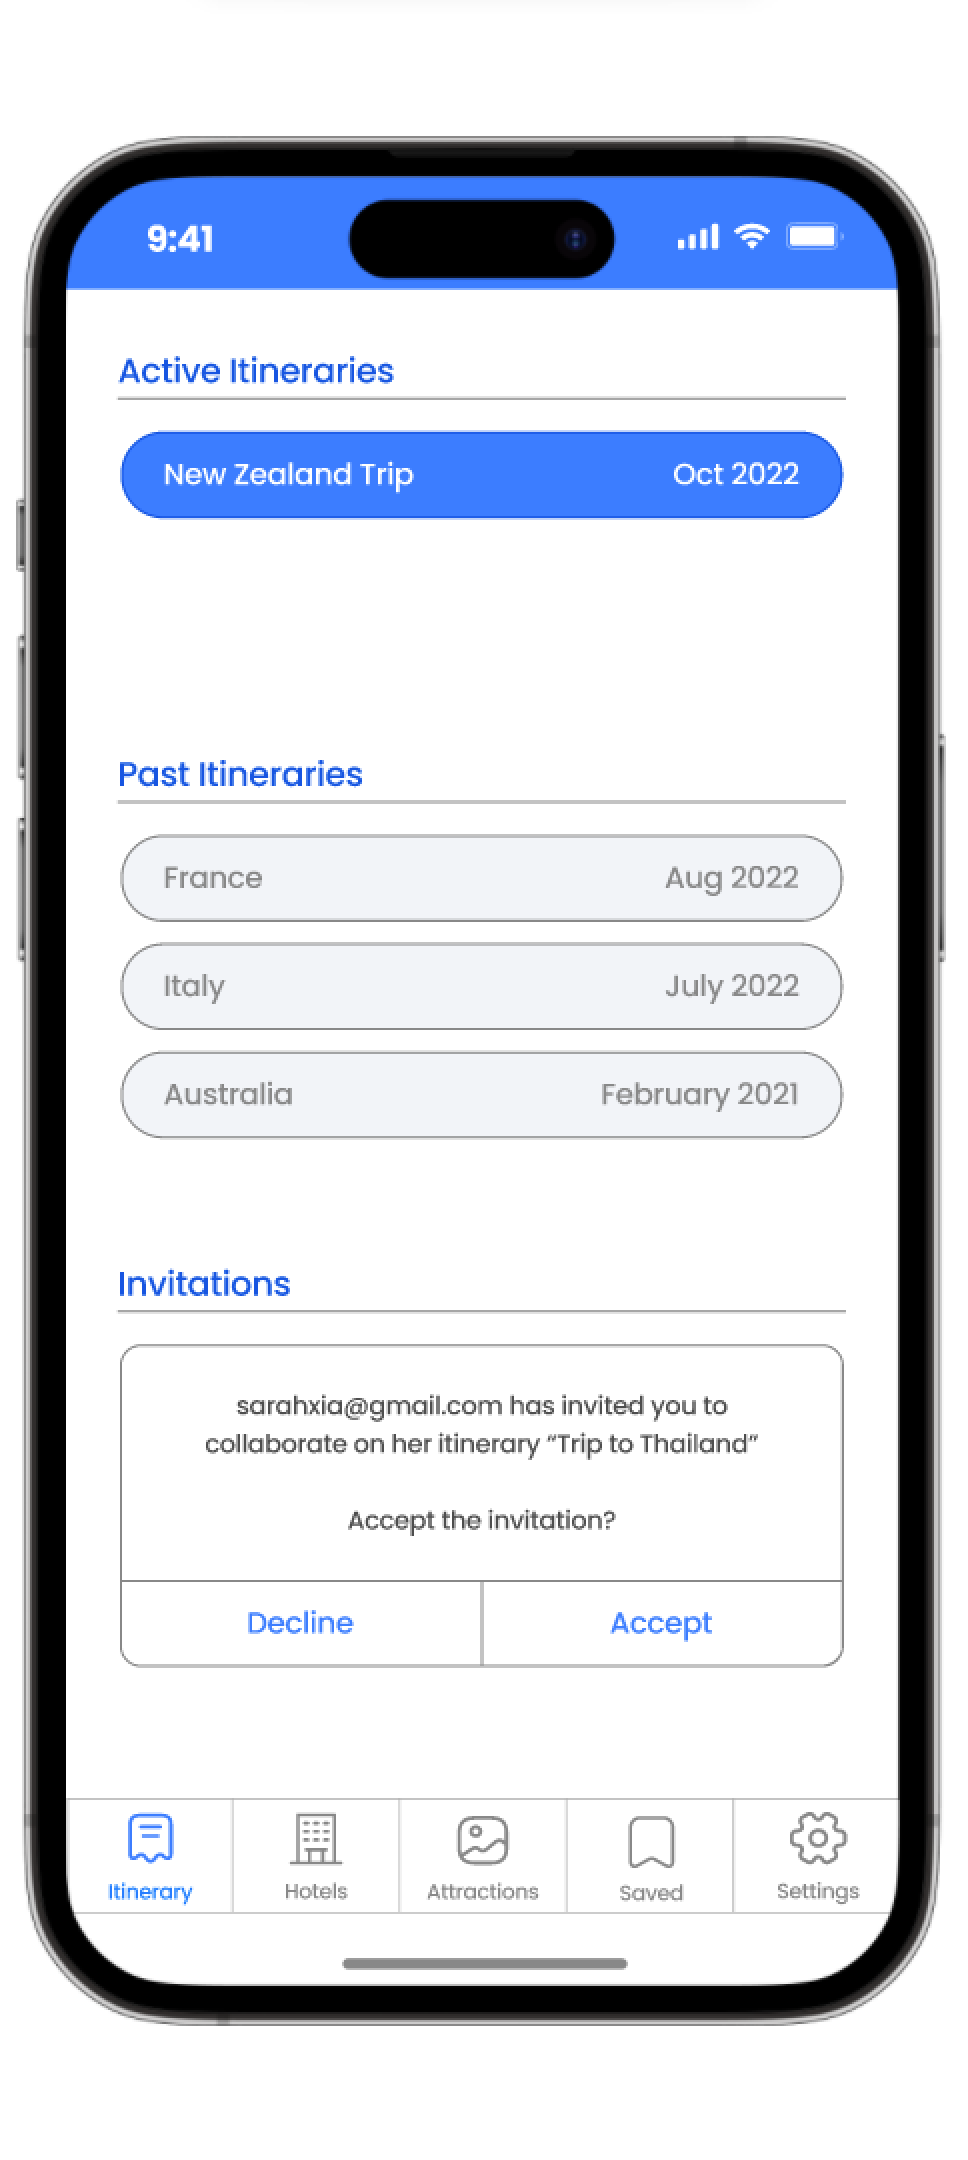 9:41
Active Itineraries
New Zealand Trip Oct 2022
Past Itineraries
France Aug 2022
Italy July 2022
Australia February 2021
Invitations
sarahxia@gmail.com has invited you to
collaborate on her itinerary “Trip to Thailand”
Accept the invitation?
Decline Accept
Itinerary Hotels Attractions Saved Settings